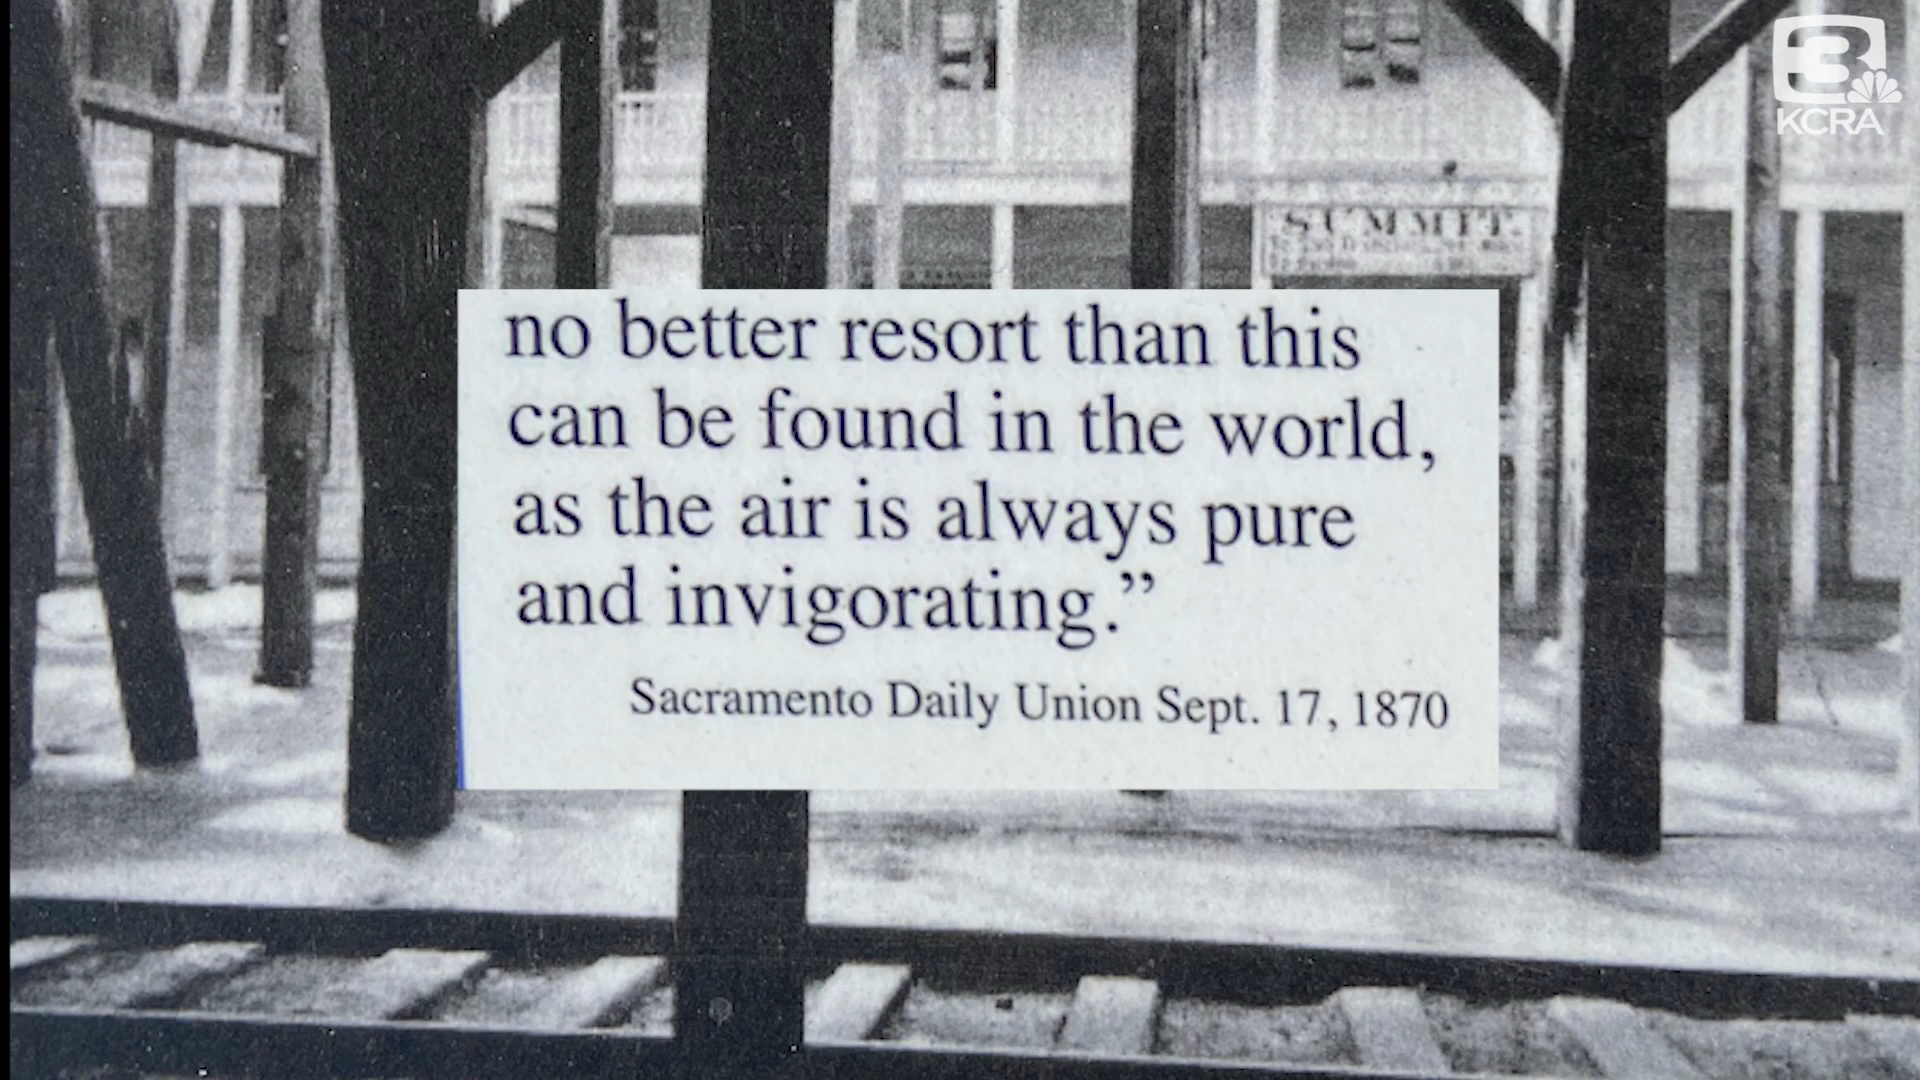 3
KCRA
SUMMIT.
no better resort than this
can be found in the world,
as the air is always pure
and invigorating.”
Sacramento Daily Union Sept. 17, 1870